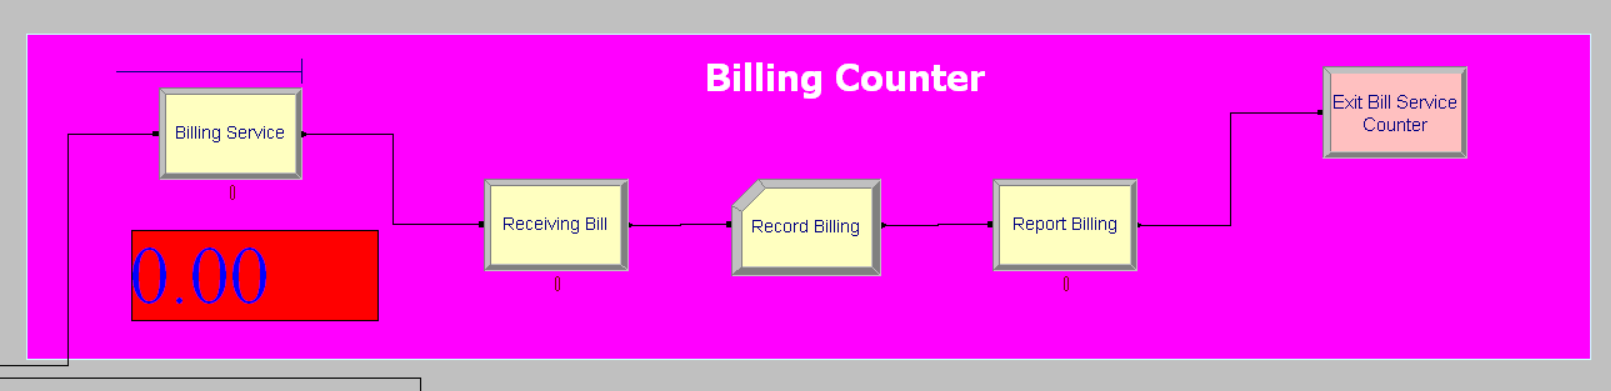 Billing Counter
Billing Service
0
0.00
Receiving Bill
0
Record Billing
Report Billing
0
Exit Bill Service
Counter